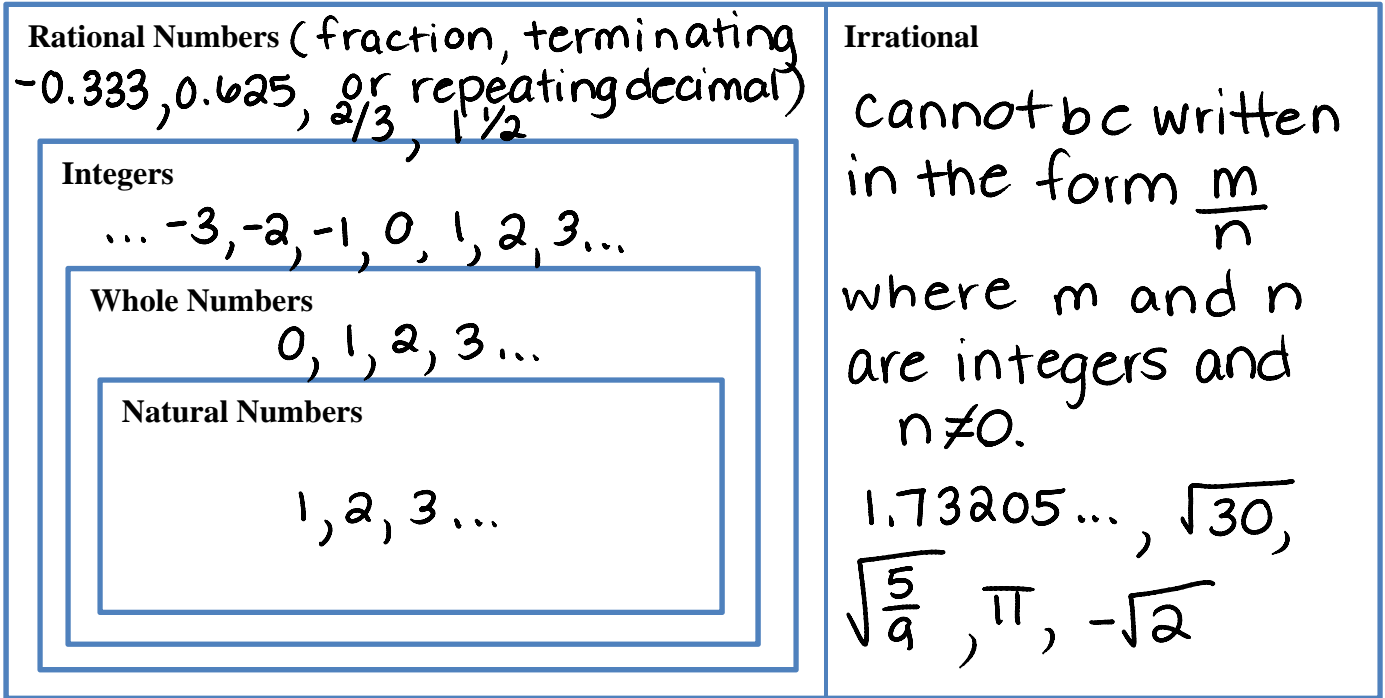 Rational Numbers (fraction, terminating
-0.333, 0.625, or repeating decimal)
2/3, 1 1/2
Integers
... -3, -2, -1, 0, 1, 2, 3...
Whole Numbers
0, 1, 2, 3...
Natural Numbers
1, 2, 3...
Irrational
cannot be written
in the form m/n
where m and n
are integers and
n≠0.
1.73205..., √30,
√(5/9), π, -√2